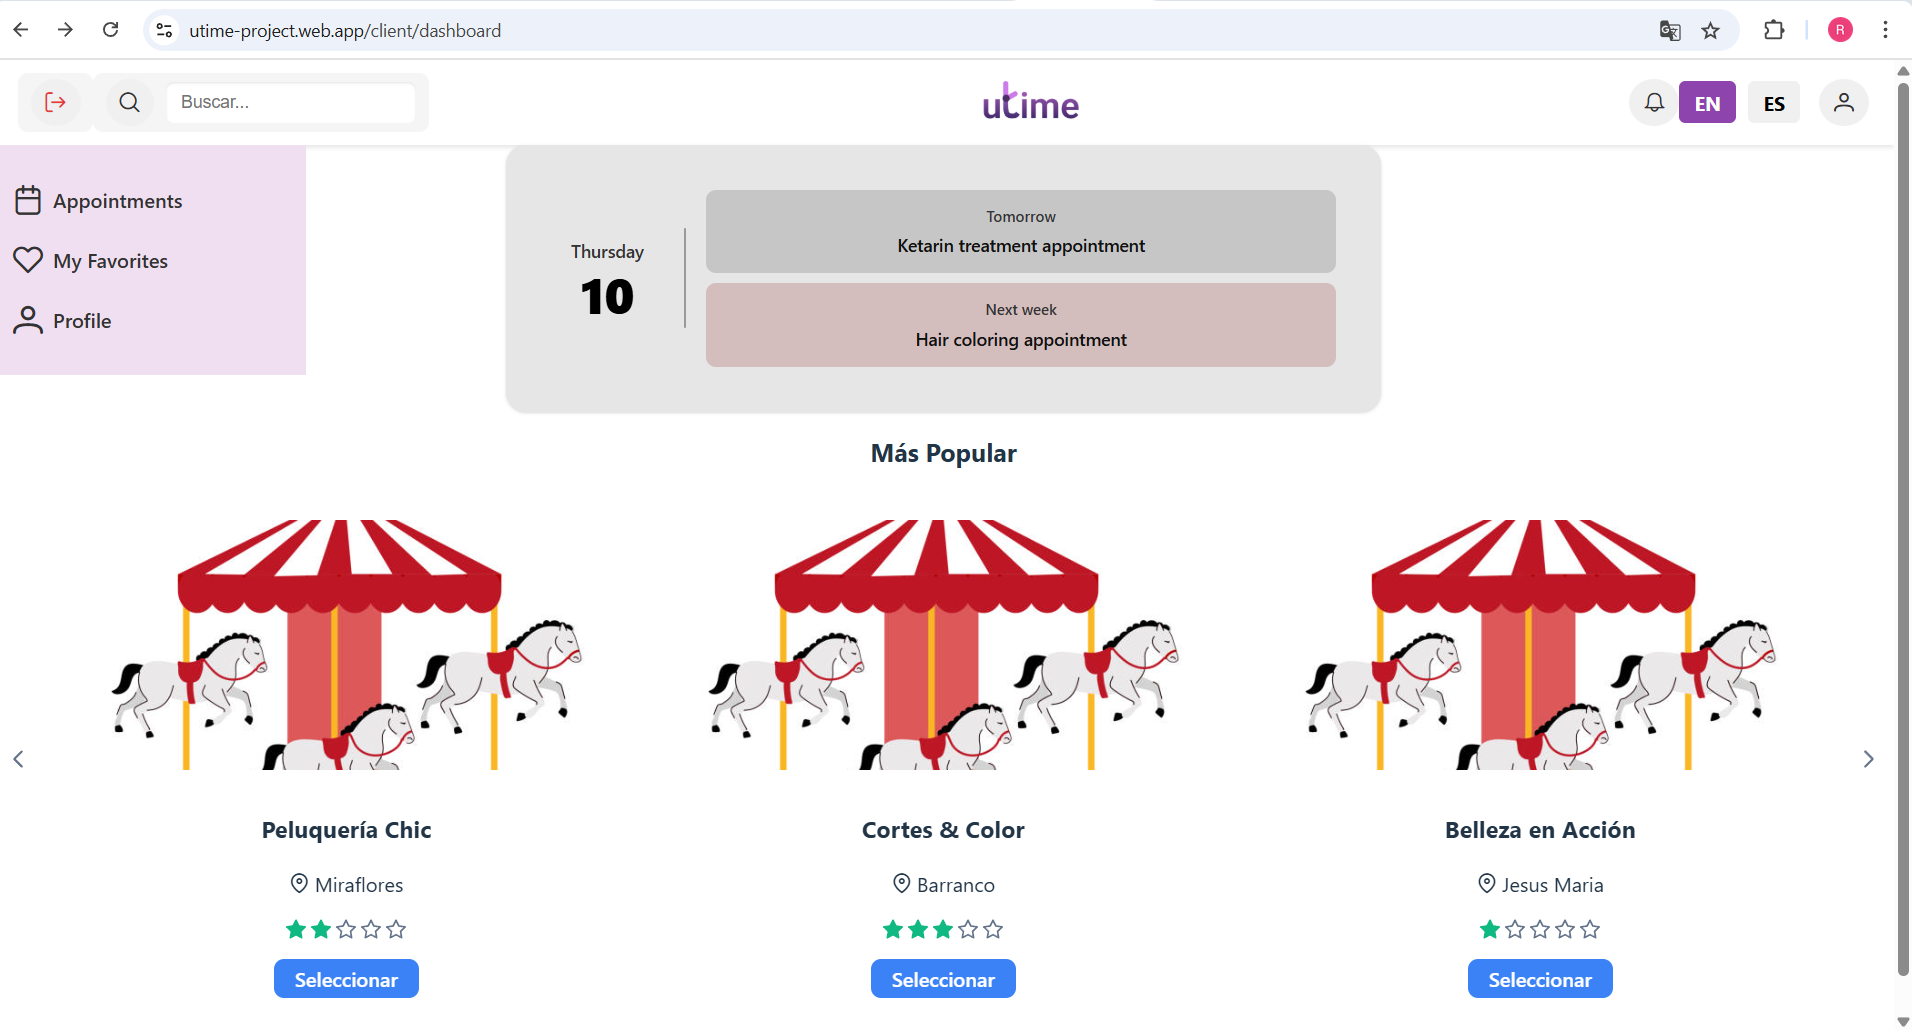 utime-project.web.app/client/dashboard
R
Buscar...
utime
EN
ES
Appointments
My Favorites
Profile
Thursday
10
Tomorrow
Ketarin treatment appointment
Next week
Hair coloring appointment
Más Popular
Peluquería Chic
Miraflores
Seleccionar
Cortes & Color
Barranco
Seleccionar
Belleza en Acción
Jesus Maria
Seleccionar